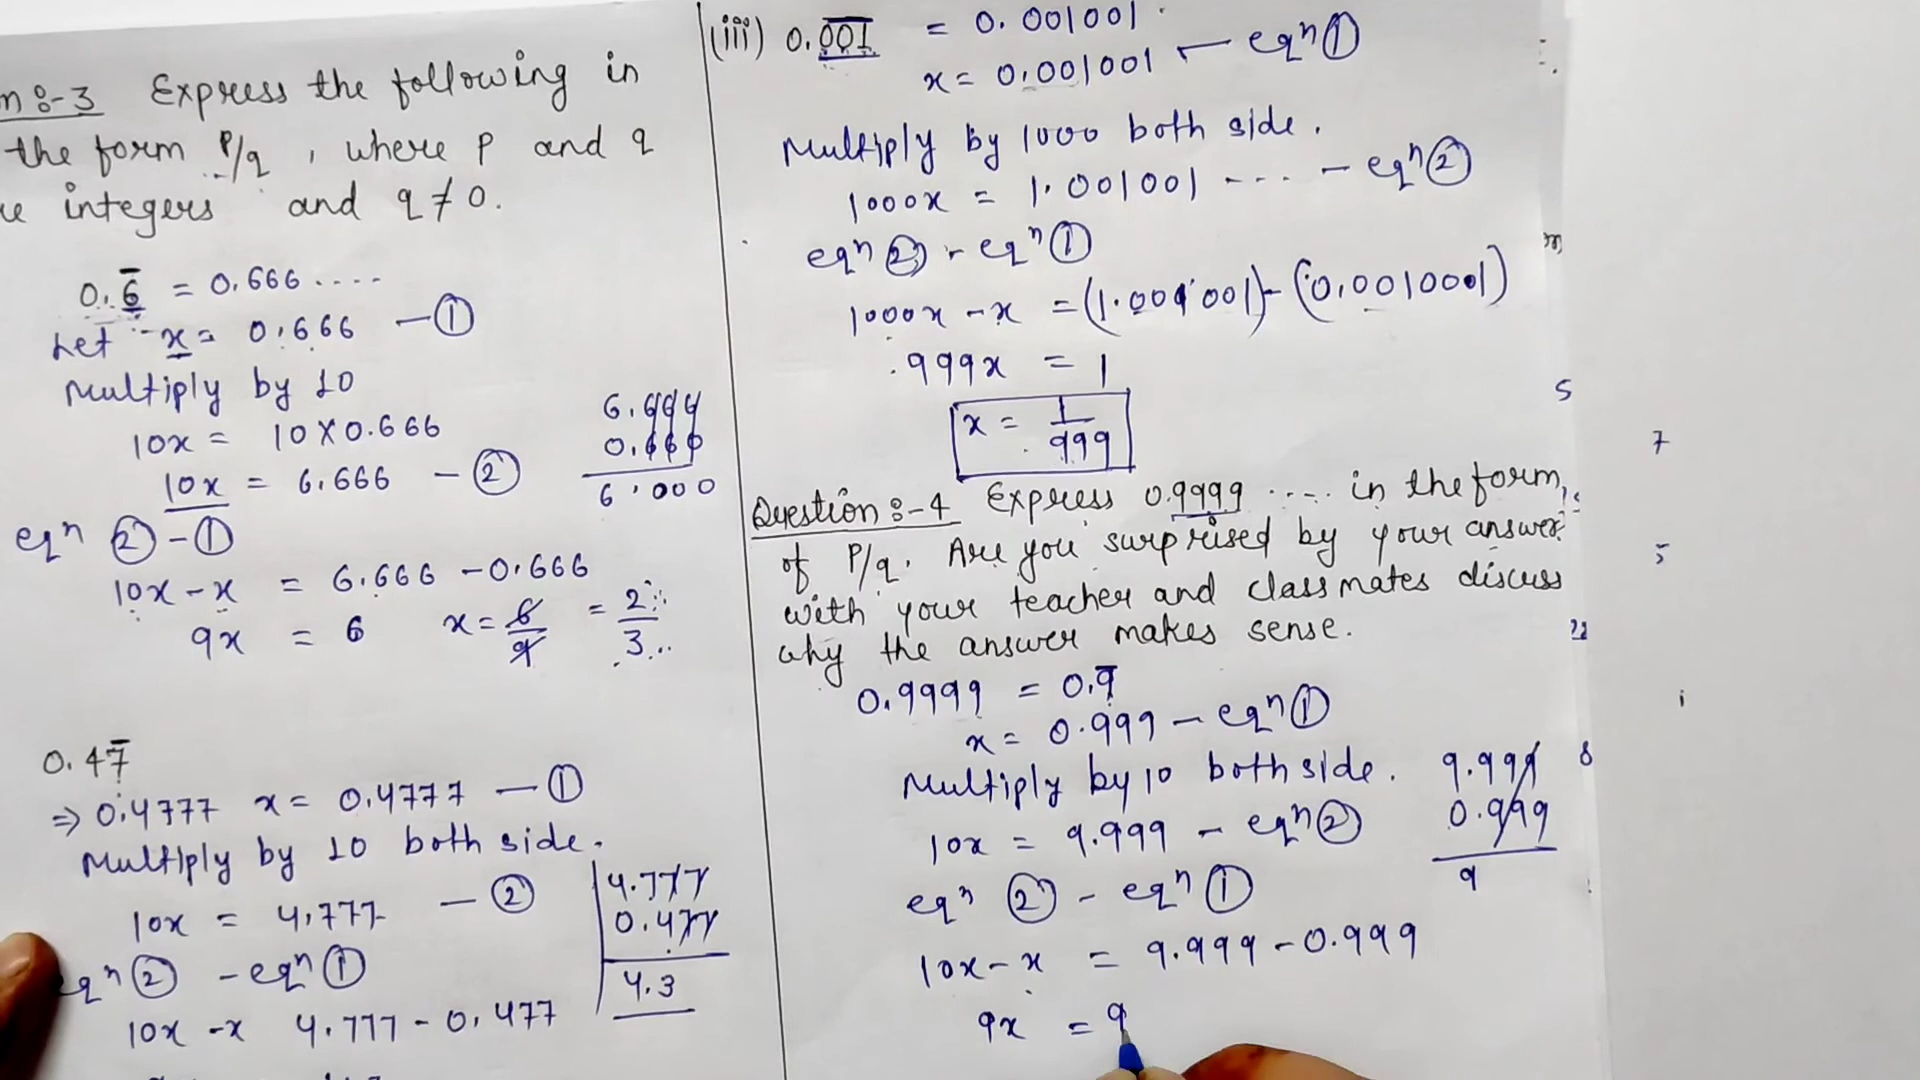 n :- 3 Express the following in
the form P/q , where p and q
integers and q ≠ 0.
0.6̅ = 0.666 ....
Let x = 0.666 — ①
Multiply by 10
10x = 10 × 0.666
10x = 6.666 — ②
6.666
0.666
6.000
eqⁿ ② - ①
10x - x = 6.666 - 0.666
9x = 6 x = 6/9 = 2/3
0.47̅
⇒ 0.4777 x = 0.4777 — ①
Multiply by 10 both side.
10x = 4.777 — ②
4.777
0.477
4.3
eqⁿ ② - eqⁿ ①
10x - x 4.777 - 0.477
(iii) 0.0̅0̅1̅ = 0.001001
x = 0.001001 — eqⁿ ①
Multiply by 1000 both side.
1000x = 1.001001 .... — eqⁿ ②
eqⁿ ② - eqⁿ ①
1000x - x = (1.001001) - (0.0010001)
999x = 1
x = 1/999
Question :- 4 Express 0.9999 .... in the form
of P/q. Are you surprised by your answer
with your teacher and classmates discuss
why the answer makes sense.
0.9999 = 0.9̅
x = 0.999 — eqⁿ ①
Multiply by 10 both side.
10x = 9.999 — eqⁿ ②
9.999
0.999
9
eqⁿ ② - eqⁿ ①
10x - x = 9.999 - 0.999
9x = 9